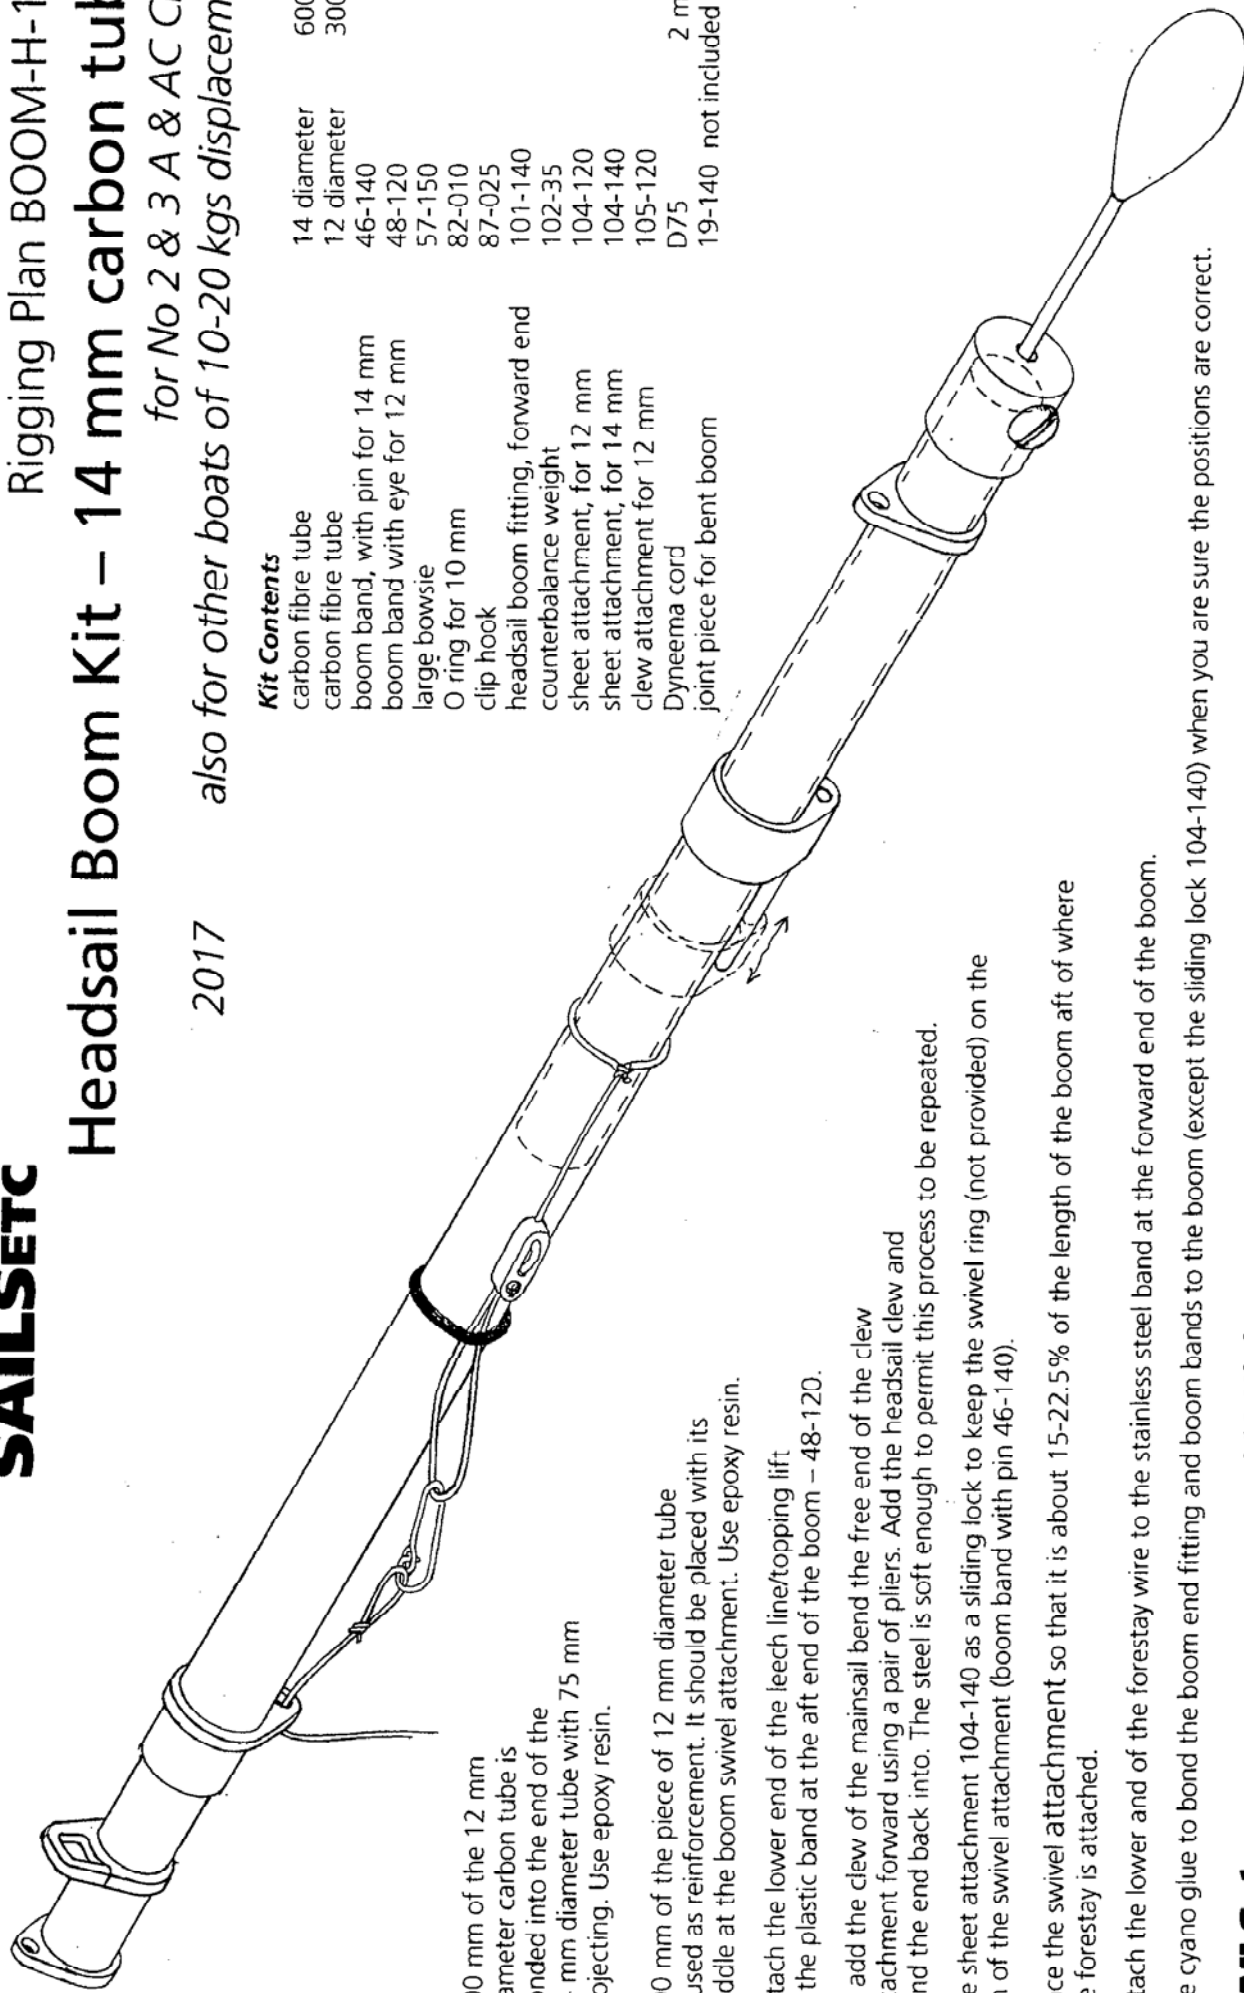 SAILSETC
Rigging Plan BOOM-H-1
Headsail Boom Kit – 14 mm carbon tub
for No 2 & 3 A & AC Cl
2017 also for other boats of 10-20 kgs displacem
Kit Contents
carbon fibre tube 14 diameter 600
carbon fibre tube 12 diameter 300
boom band, with pin for 14 mm 46-140
boom band with eye for 12 mm 48-120
large bowsie 57-150
O ring for 10 mm 82-010
clip hook 87-025
headsail boom fitting, forward end 101-140
counterbalance weight 102-35
sheet attachment, for 12 mm 104-120
sheet attachment, for 14 mm 104-140
clew attachment for 12 mm 105-120
Dyneema cord D75 2 m
joint piece for bent boom 19-140 not included
00 mm of the 12 mm
ameter carbon tube is
onded into the end of the
mm diameter tube with 75 mm
ojecting. Use epoxy resin.
0 mm of the piece of 12 mm diameter tube
used as reinforcement. It should be placed with its
ddle at the boom swivel attachment. Use epoxy resin.
tach the lower end of the leech line/topping lift
the plastic band at the aft end of the boom – 48-120.
add the clew of the mainsail bend the free end of the clew
achment forward using a pair of pliers. Add the headsail clew and
nd the end back into. The steel is soft enough to permit this process to be repeated.
e sheet attachment 104-140 as a sliding lock to keep the swivel ring (not provided) on the
n of the swivel attachment (boom band with pin 46-140).
ce the swivel attachment so that it is about 15-22.5% of the length of the boom aft of where
e forestay is attached.
tach the lower and of the forestay wire to the stainless steel band at the forward end of the boom.
e cyano glue to bond the boom end fitting and boom bands to the boom (except the sliding lock 104-140) when you are sure the positions are correct.